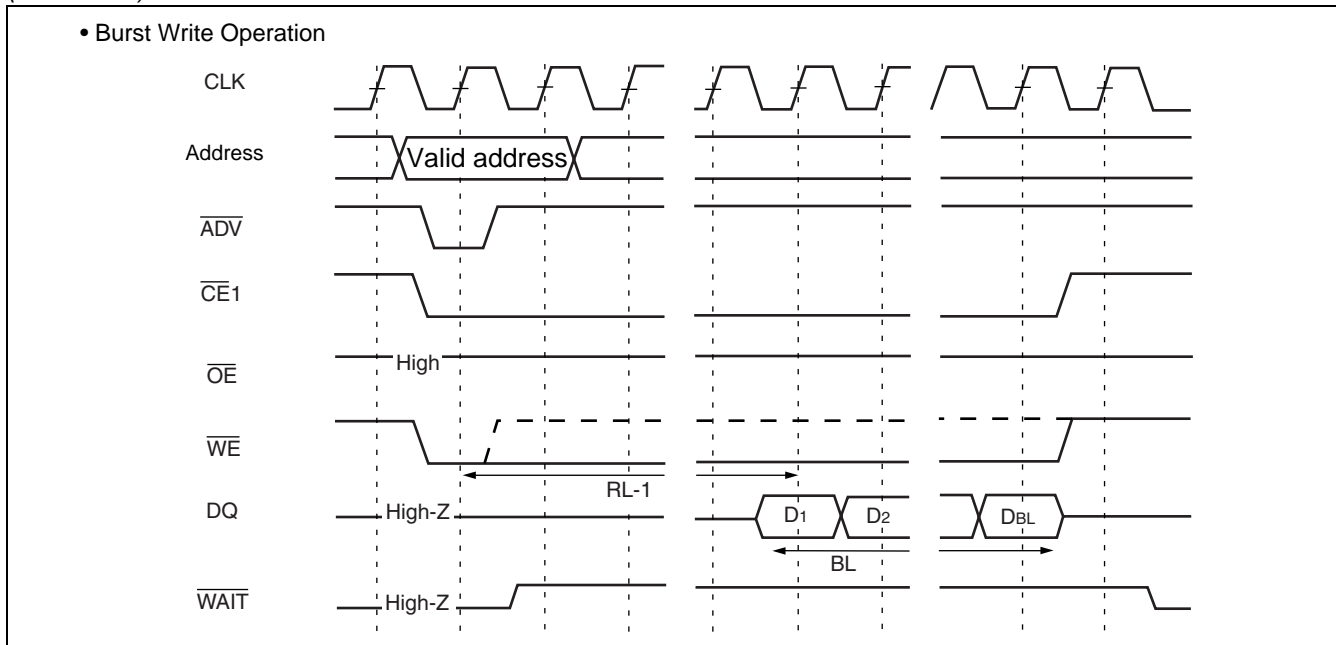 • Burst Write Operation
CLK
Address
Valid address
ADV
CE1
OE
High
WE
RL-1
DQ
High-Z
D1
D2
DBL
BL
WAIT
High-Z